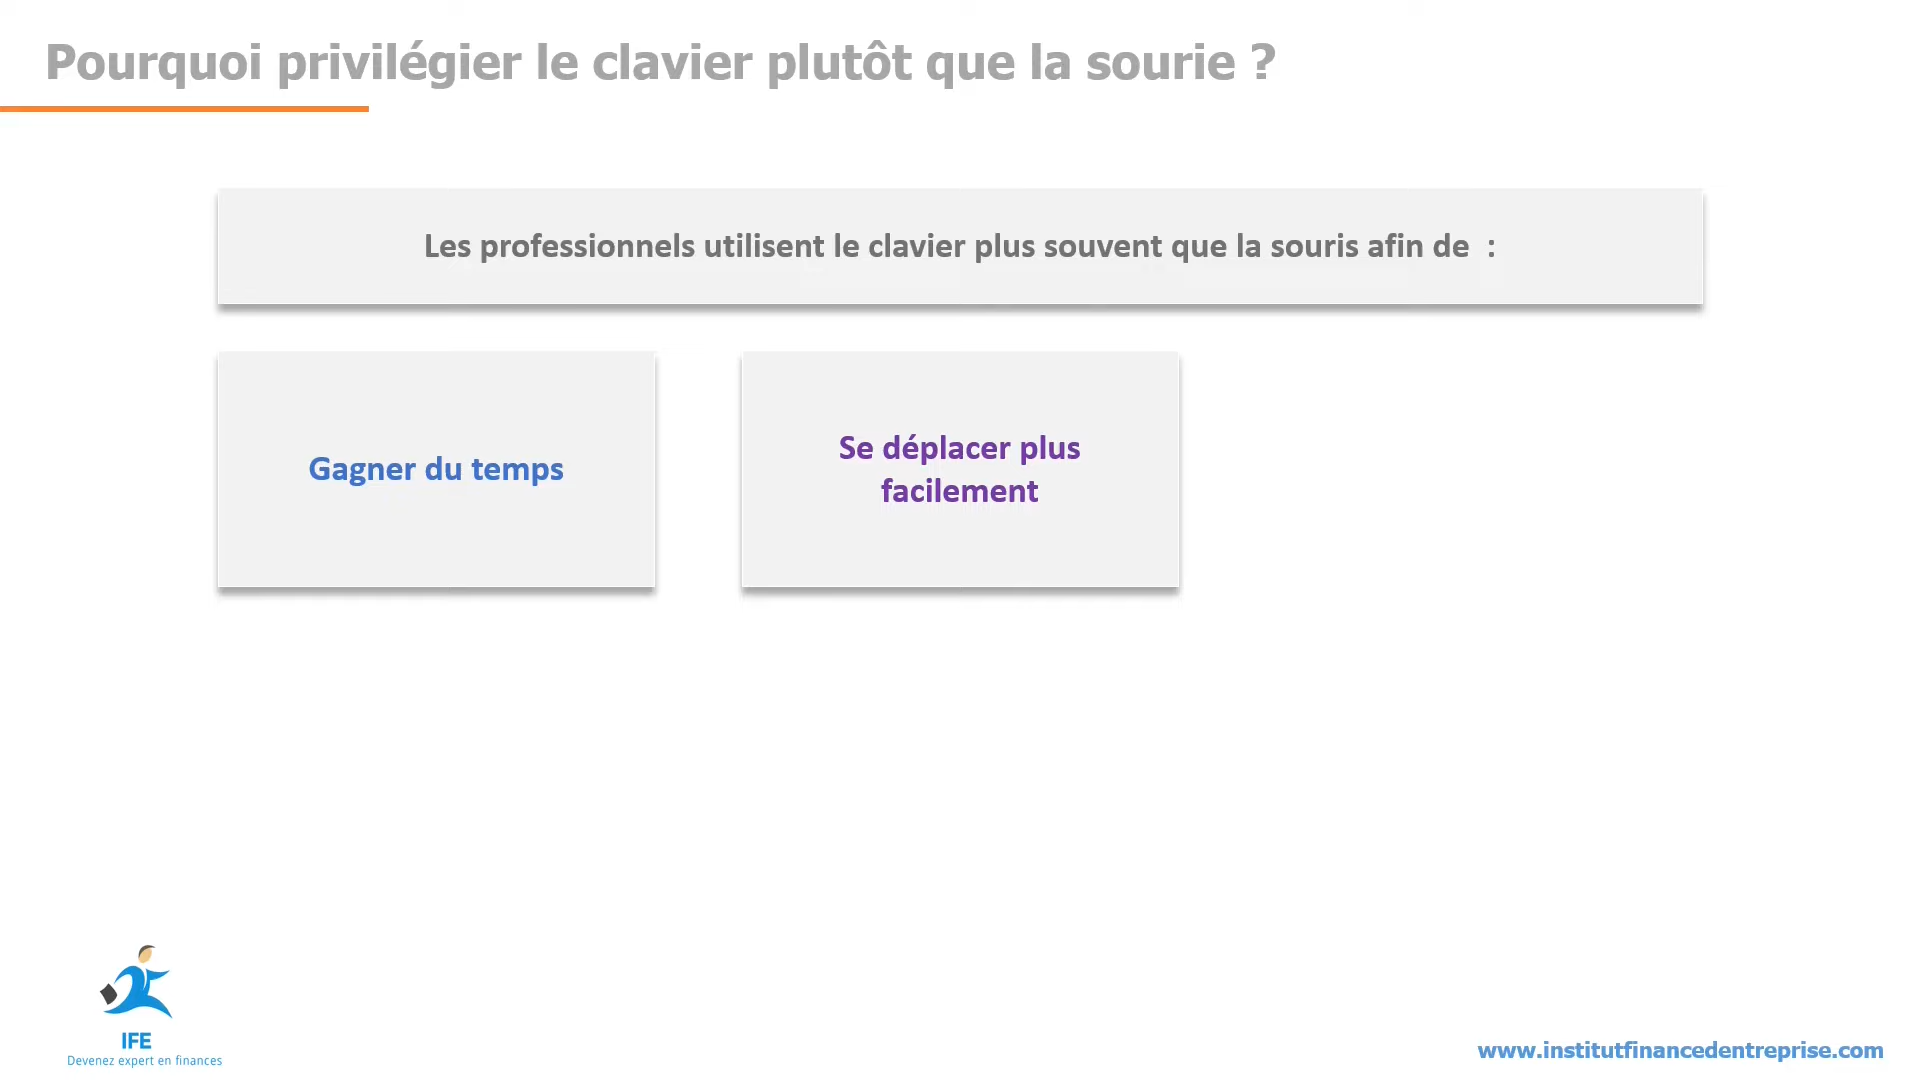 Pourquoi privilégier le clavier plutôt que la sourie ?
Les professionnels utilisent le clavier plus souvent que la souris afin de  :
Gagner du temps
Se déplacer plus
facilement
IFE
Devenez expert en finances
www.institutfinancedentreprise.com